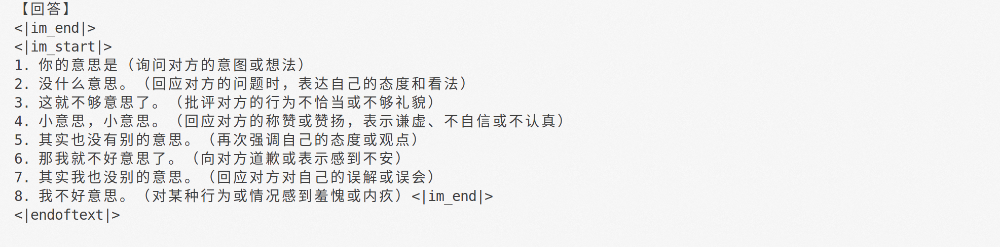 【回答】
<|im_end|>
<|im_start|>
1. 你的意思是（询问对方的意图或想法）
2. 没什么意思。（回应对方的问题时，表达自己的态度和看法）
3. 这就不够意思了。（批评对方的行为不恰当或不够礼貌）
4. 小意思，小意思。（回应对方的称赞或赞扬，表示谦虚、不自信或不认真）
5. 其实也没有别的意思。（再次强调自己的态度或观点）
6. 那我就不好意思了。（向对方道歉或表示感到不安）
7. 其实我也没别的意思。（回应对方对自己的误解或误会）
8. 我不好意思。（对某种行为或情况感到羞愧或内疚）<|im_end|>
<|endoftext|>